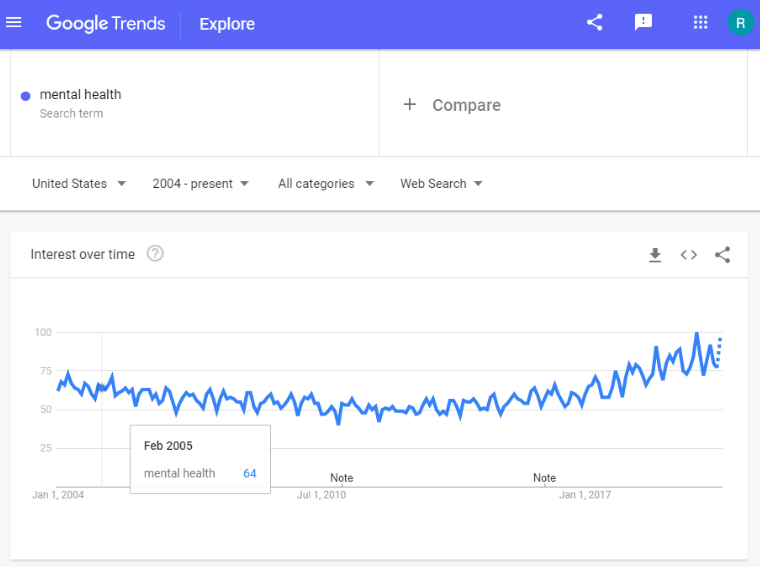 Google Trends Explore R
mental health
Search term
+ Compare
United States 2004 - present All categories Web Search
Interest over time ?
100
75
50
25
Feb 2005
mental health 64
Note Note
Jan 1, 2004 Jul 1, 2010 Jan 1, 2017